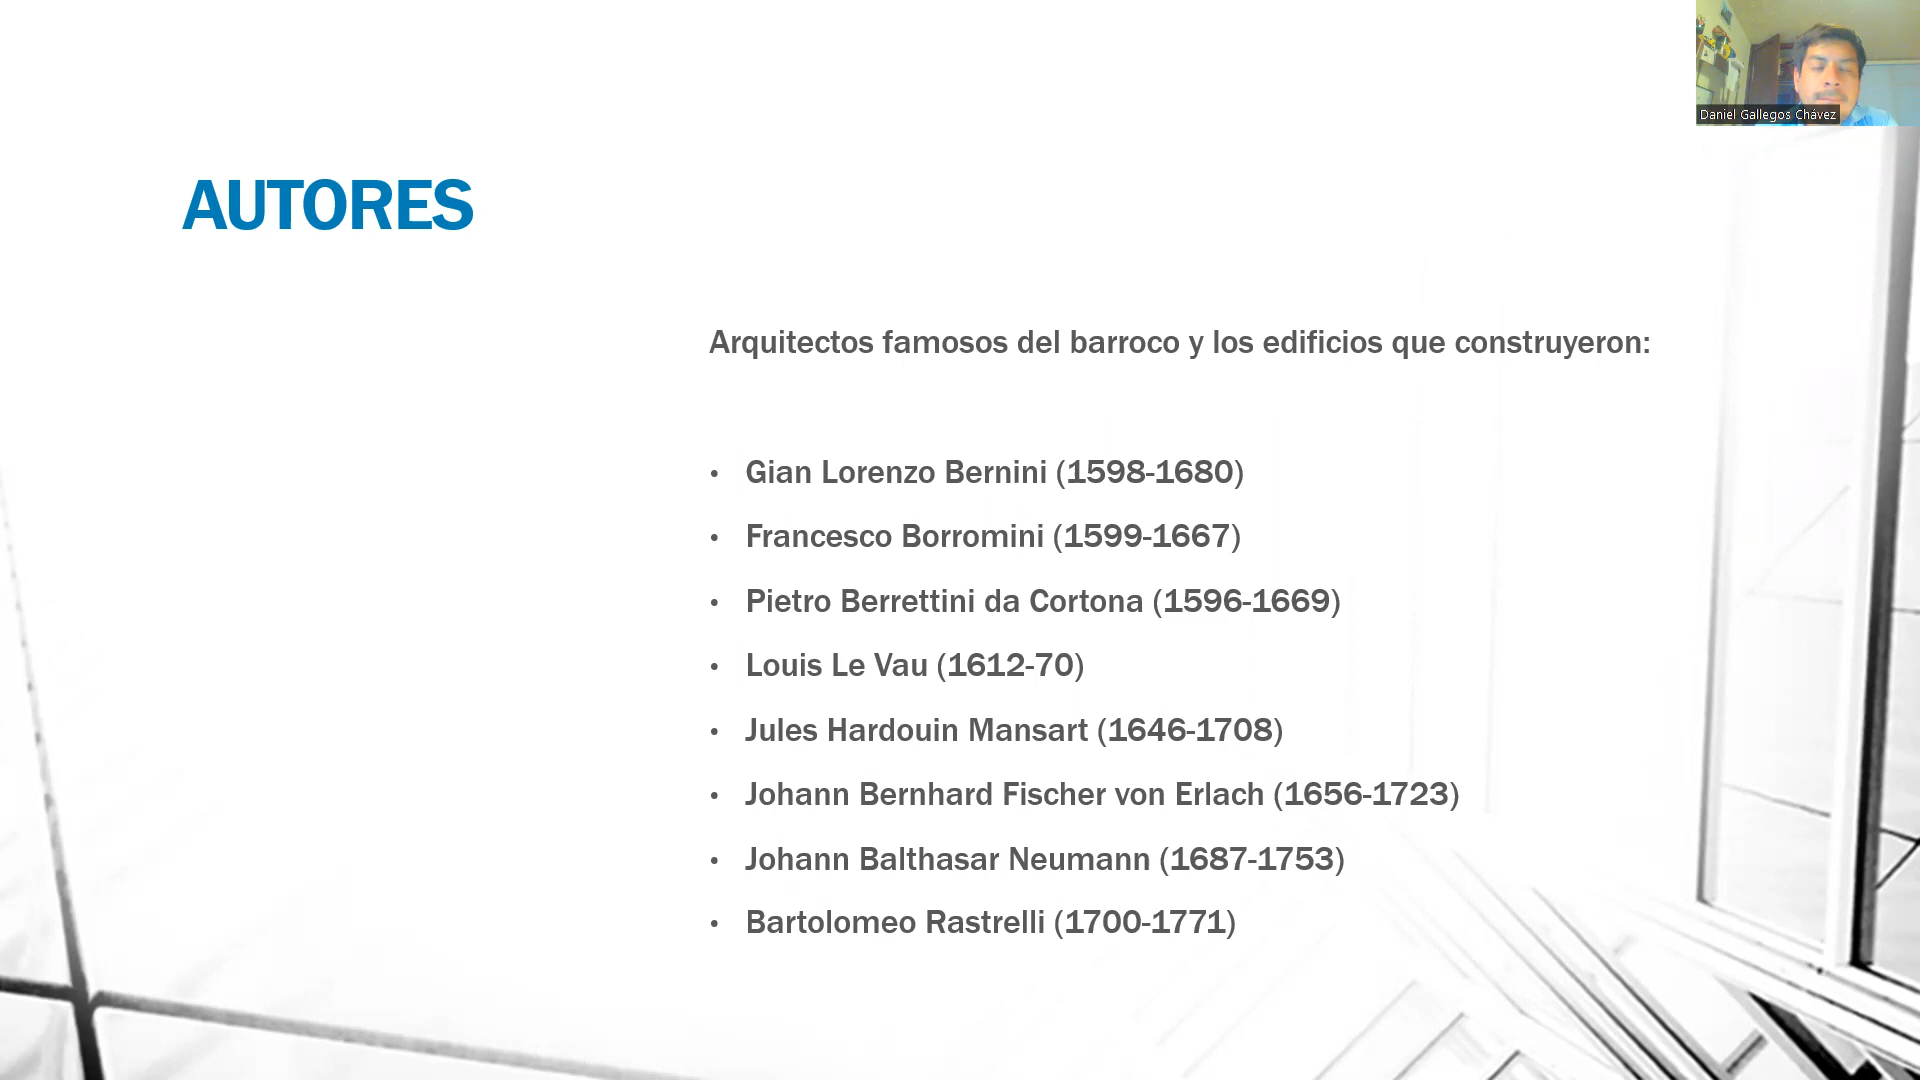 Daniel Gallegos Chávez
AUTORES
Arquitectos famosos del barroco y los edificios que construyeron:
• Gian Lorenzo Bernini (1598-1680)
• Francesco Borromini (1599-1667)
• Pietro Berrettini da Cortona (1596-1669)
• Louis Le Vau (1612-70)
• Jules Hardouin Mansart (1646-1708)
• Johann Bernhard Fischer von Erlach (1656-1723)
• Johann Balthasar Neumann (1687-1753)
• Bartolomeo Rastrelli (1700-1771)